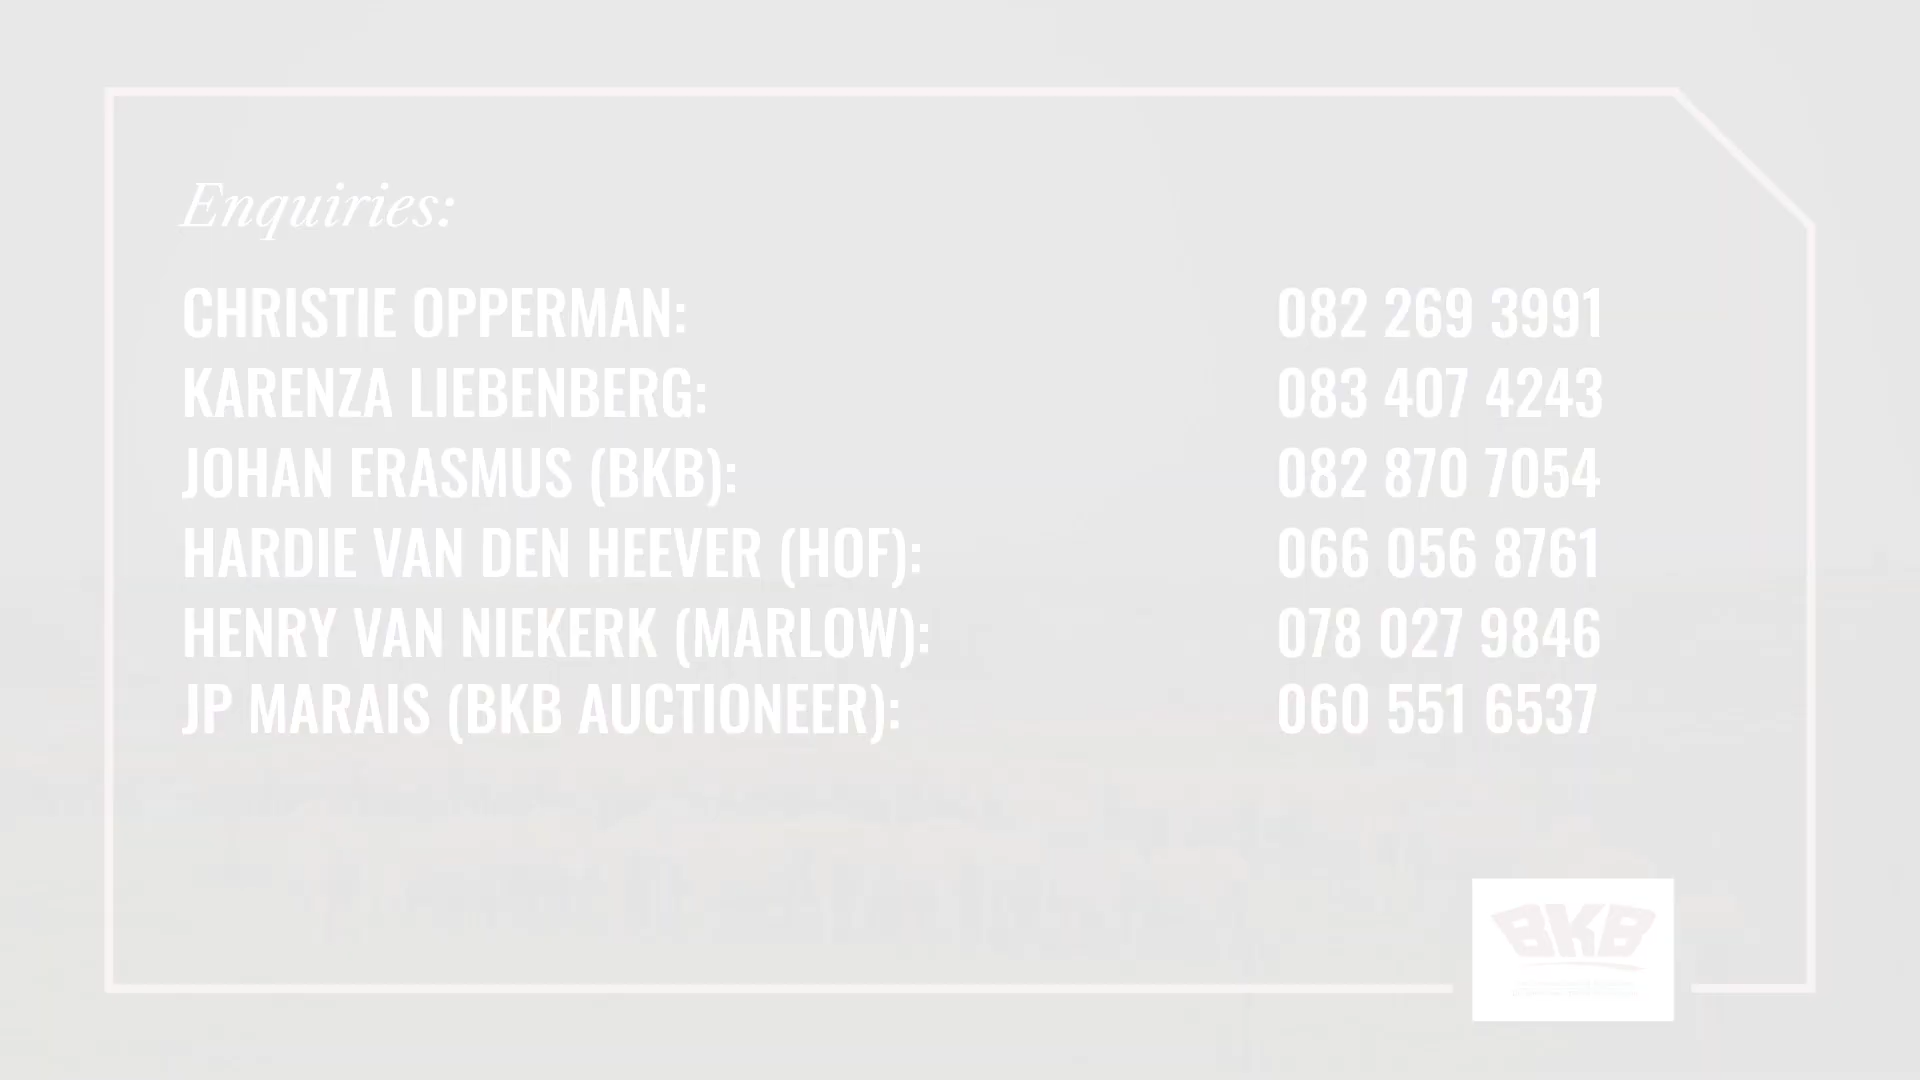 Enquiries:
CHRISTIE OPPERMAN: 082 269 3991
KARENZA LIEBENBERG: 083 407 4243
JOHAN ERASMUS (BKB): 082 870 7054
HARDIE VAN DEN HEEVER (HOF): 066 056 8761
HENRY VAN NIEKERK (MARLOW): 078 027 9846
JP MARAIS (BKB AUCTIONEER): 060 551 6537
BKB